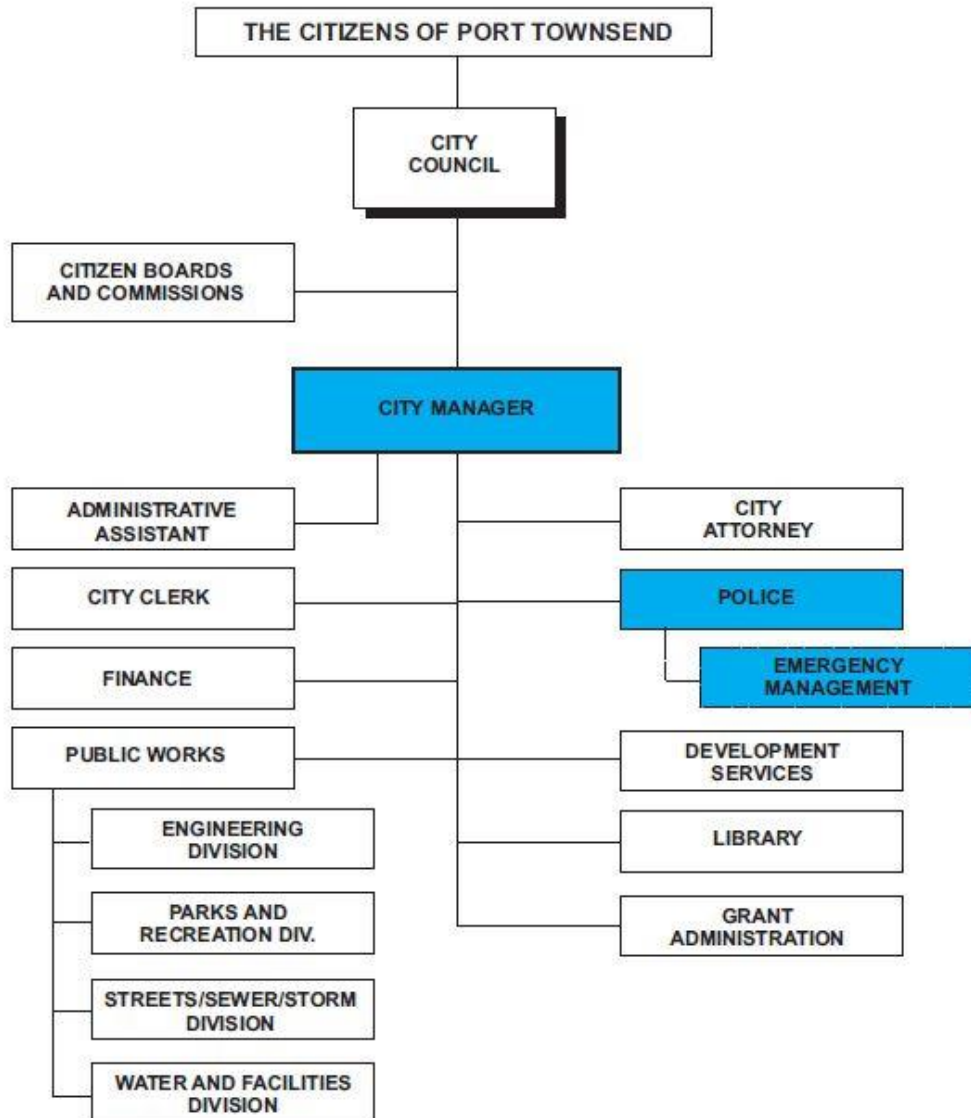 THE CITIZENS OF PORT TOWNSEND
CITY
COUNCIL
CITIZEN BOARDS
AND COMMISSIONS
CITY MANAGER
ADMINISTRATIVE
ASSISTANT
CITY
ATTORNEY
CITY CLERK
POLICE
EMERGENCY
MANAGEMENT
FINANCE
PUBLIC WORKS
DEVELOPMENT
SERVICES
ENGINEERING
DIVISION
LIBRARY
PARKS AND
RECREATION DIV.
GRANT
ADMINISTRATION
STREETS/SEWER/STORM
DIVISION
WATER AND FACILITIES
DIVISION